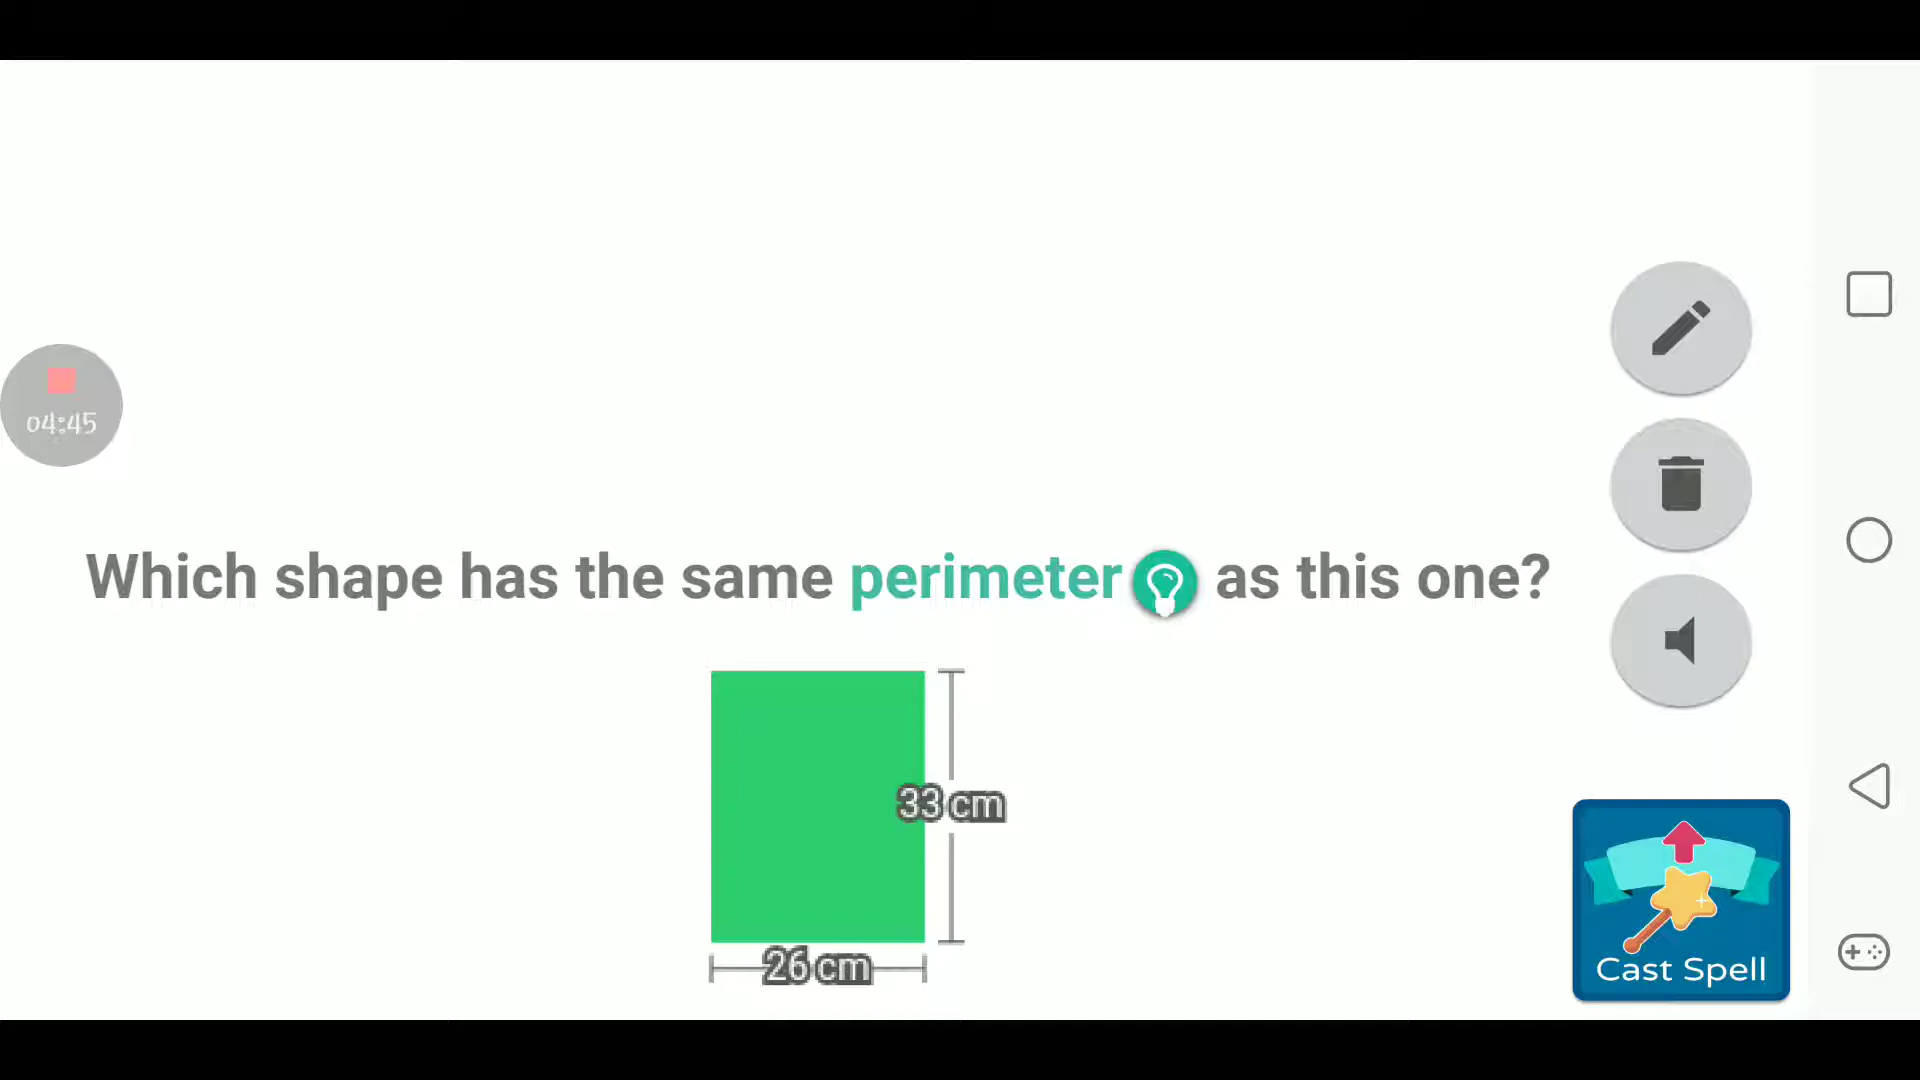 04:45
Which shape has the same perimeter as this one?
33 cm
26 cm
Cast Spell